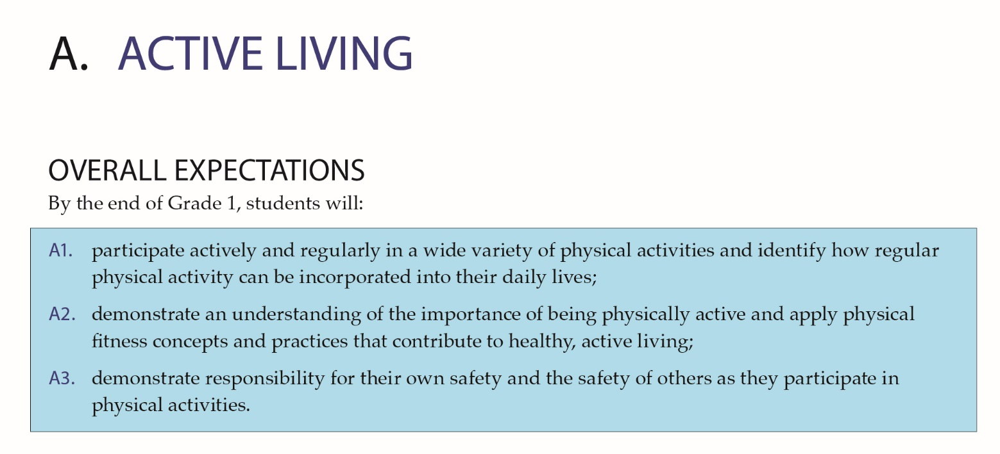 A. ACTIVE LIVING
OVERALL EXPECTATIONS
By the end of Grade 1, students will:
A1. participate actively and regularly in a wide variety of physical activities and identify how regular
physical activity can be incorporated into their daily lives;
A2. demonstrate an understanding of the importance of being physically active and apply physical
fitness concepts and practices that contribute to healthy, active living;
A3. demonstrate responsibility for their own safety and the safety of others as they participate in
physical activities.